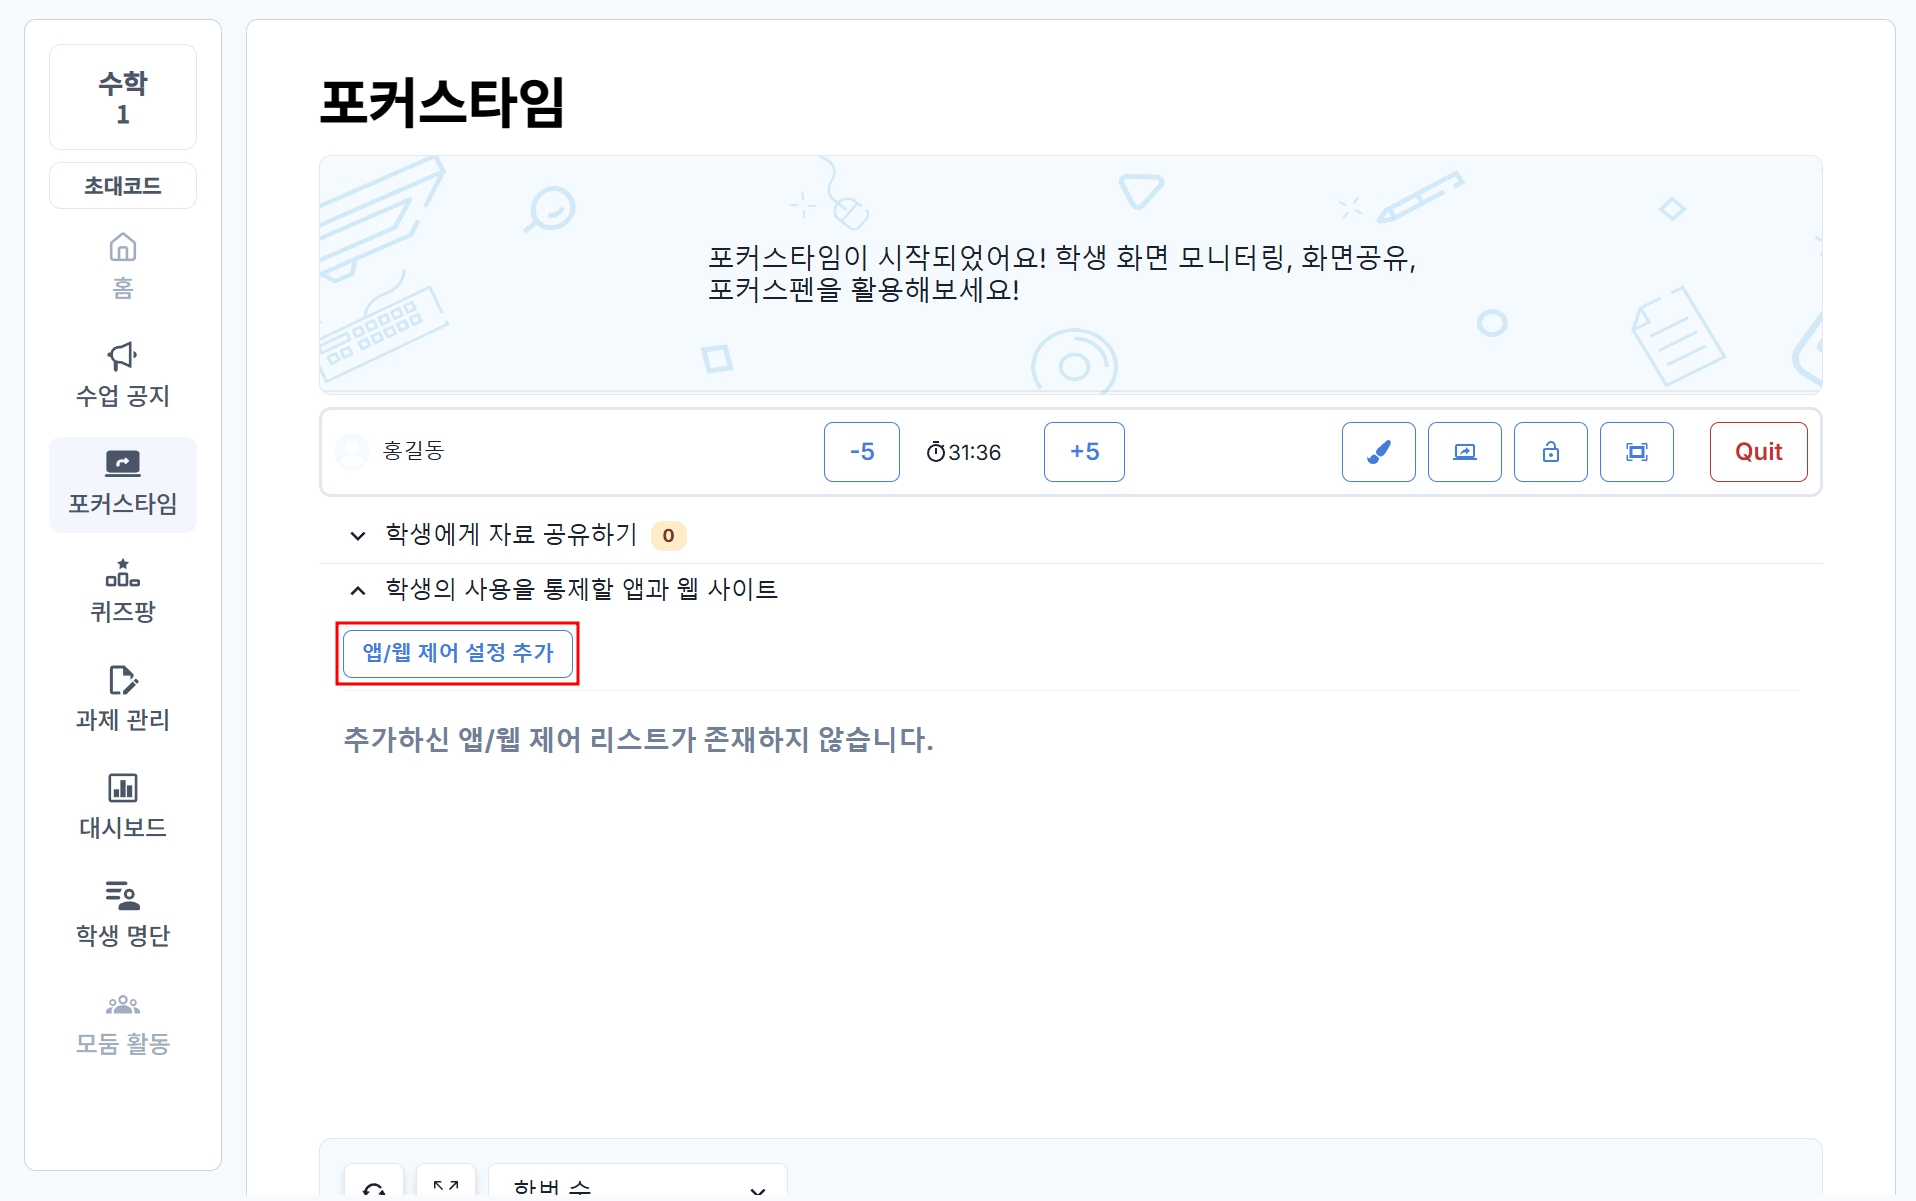 수학
1
초대코드
홈
수업 공지
포커스타임
퀴즈팡
과제 관리
대시보드
학생 명단
모둠 활동
포커스타임
포커스타임이 시작되었어요! 학생 화면 모니터링, 화면공유,
포커스펜을 활용해보세요!
홍길동
-5
31:36
+5
Quit
학생에게 자료 공유하기 0
학생의 사용을 통제할 앱과 웹 사이트
앱/웹 제어 설정 추가
추가하신 앱/웹 제어 리스트가 존재하지 않습니다.
학번 순